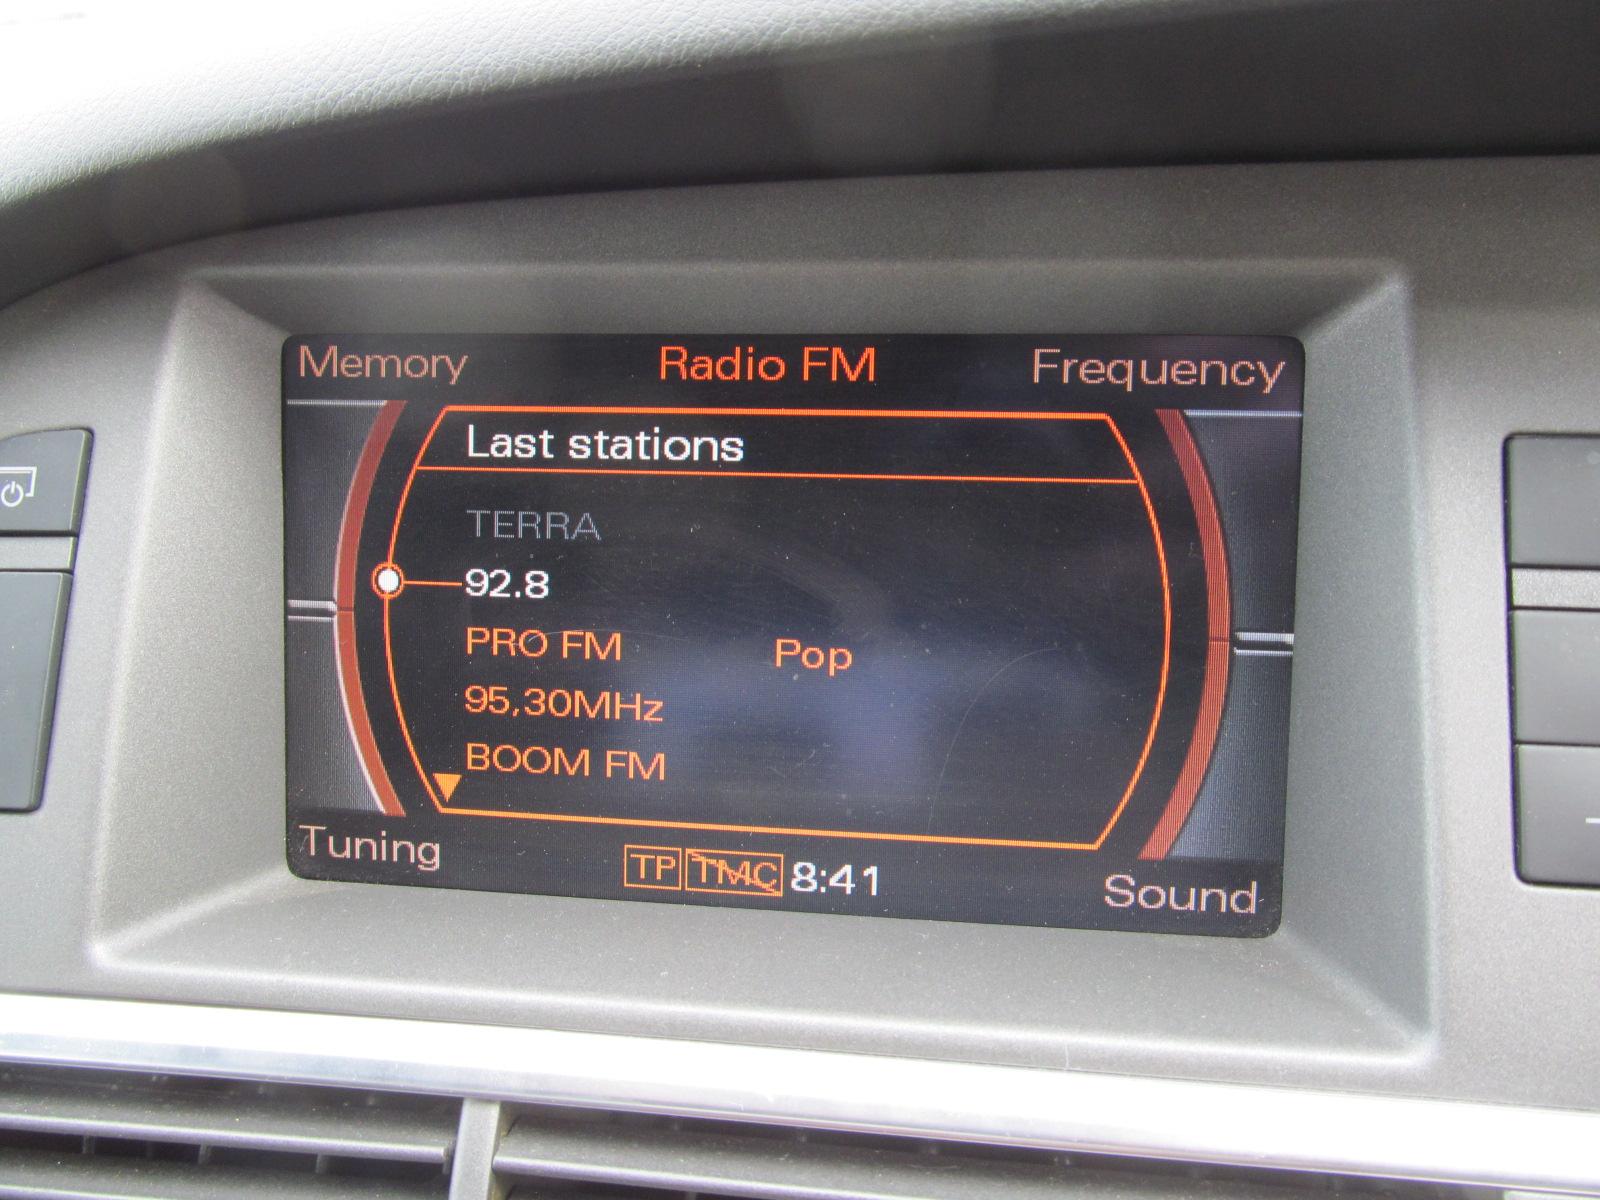 Memory Radio FM Frequency
Last stations
TERRA
92.8
PRO FM Pop
95,30MHz
BOOM FM
Tuning TP TMC 8:41 Sound